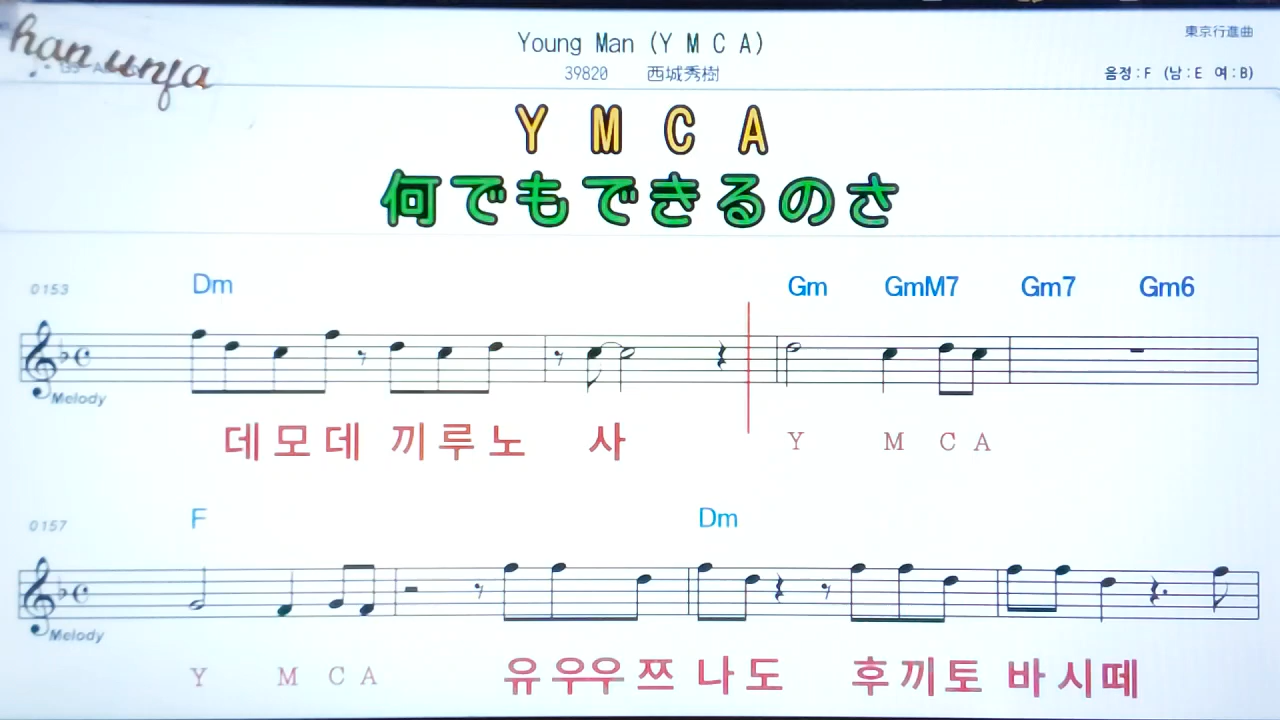 han unja
Young Man (Y M C A)
東京行進曲
39820 西城秀樹
음정:F (남:E 여:B)
Y M C A
何でもできるのさ
0153 Dm Gm GmM7 Gm7 Gm6
Melody
데모데 끼루노 사 Y M C A
0157 F Dm
Melody
Y M C A 유우우쯔 나도 후끼토 바시떼